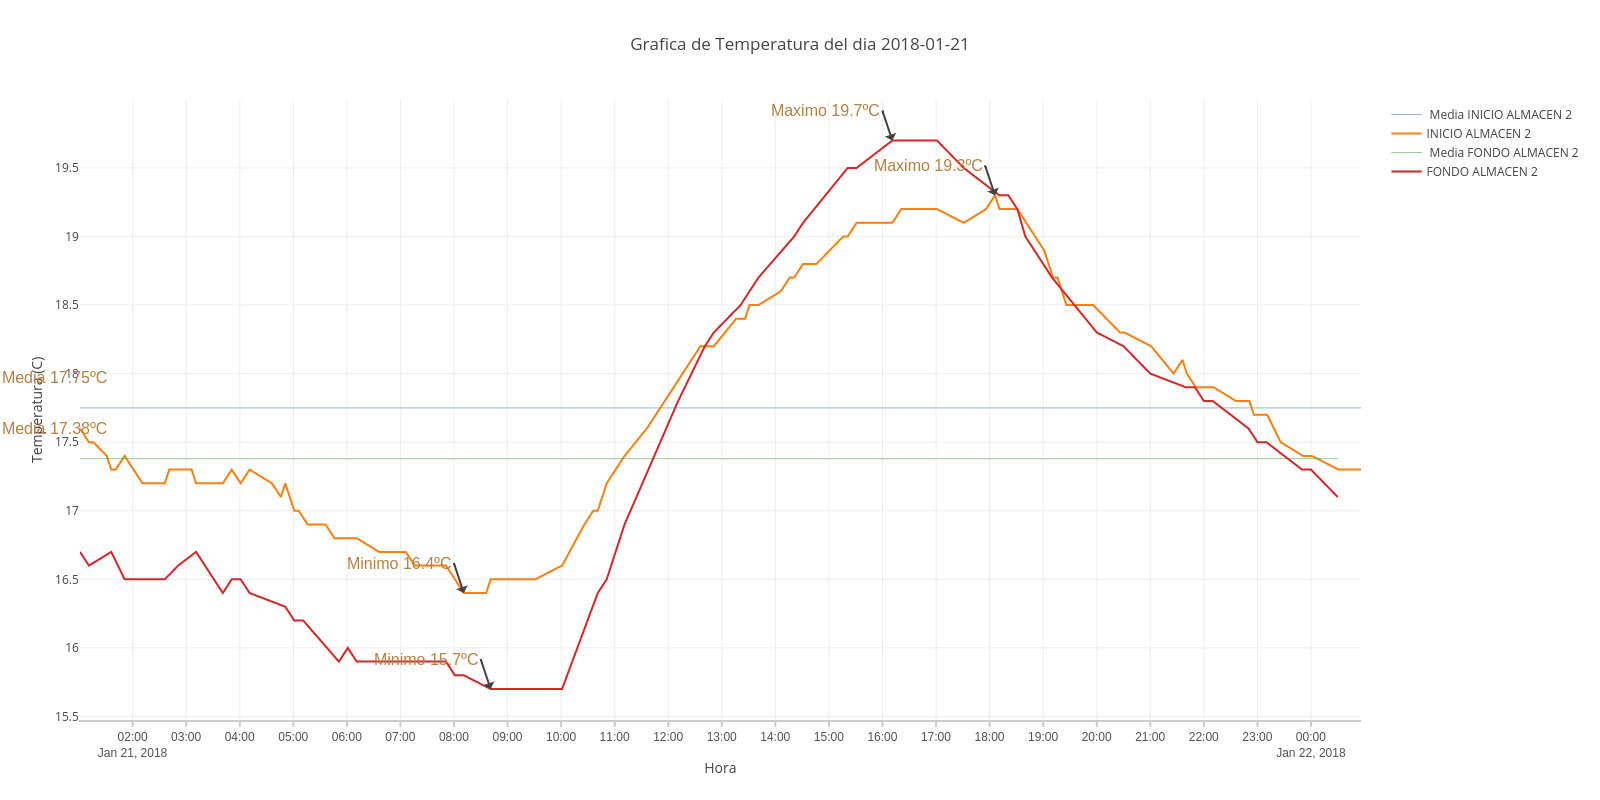 Grafica de Temperatura del dia 2018-01-21
Maximo 19.7ºC
Maximo 19.3ºC
Media 17.75ºC
Media 17.38ºC
Minimo 16.4ºC
Minimo 15.7ºC
Temperatura (C)
19.5
19
18.5
18
17.5
17
16.5
16
15.5
02:00 03:00 04:00 05:00 06:00 07:00 08:00 09:00 10:00 11:00 12:00 13:00 14:00 15:00 16:00 17:00 18:00 19:00 20:00 21:00 22:00 23:00 00:00
Jan 21, 2018 Jan 22, 2018
Hora
Media INICIO ALMACEN 2
INICIO ALMACEN 2
Media FONDO ALMACEN 2
FONDO ALMACEN 2